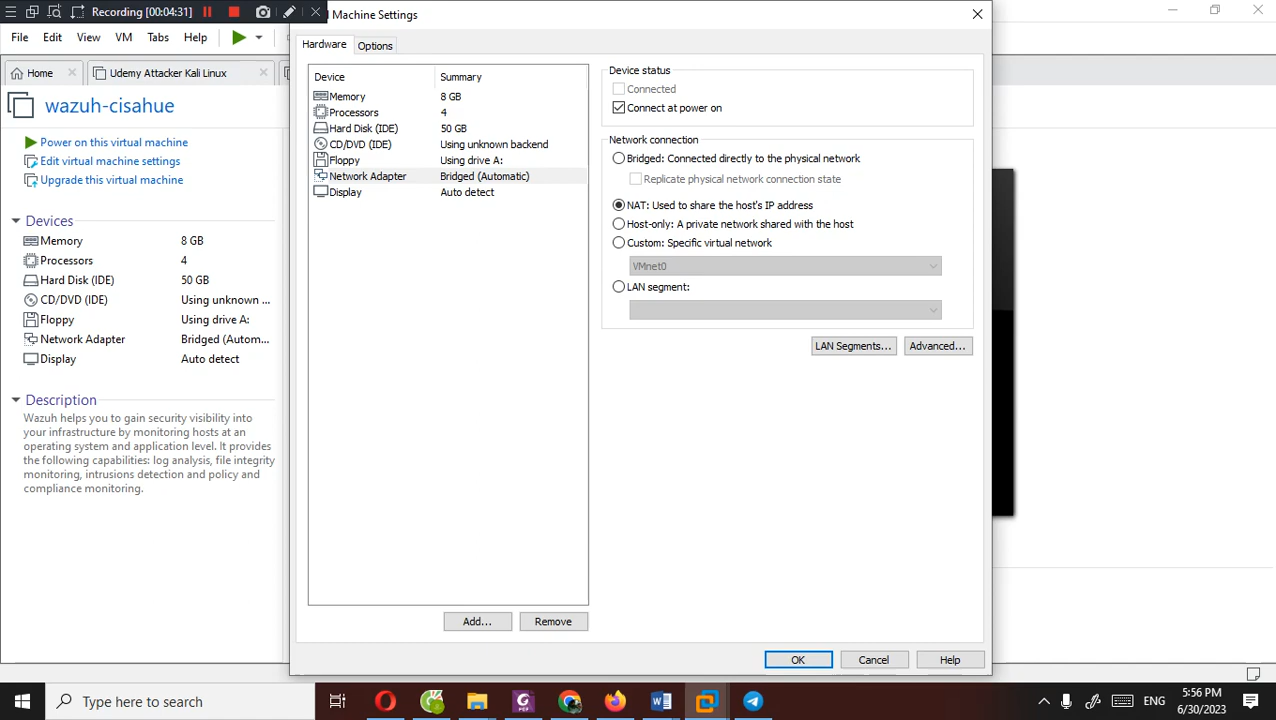 Recording [00:04:31]
Machine Settings
File Edit View VM Tabs Help
Hardware Options
Home Udemy Attacker Kali Linux
wazuh-cisahue
Power on this virtual machine
Edit virtual machine settings
Upgrade this virtual machine
Devices
Memory 8 GB
Processors 4
Hard Disk (IDE) 50 GB
CD/DVD (IDE) Using unknown ...
Floppy Using drive A:
Network Adapter Bridged (Autom...
Display Auto detect
Description
Wazuh helps you to gain security visibility into
your infrastructure by monitoring hosts at an
operating system and application level. It provides
the following capabilities: log analysis, file integrity
monitoring, intrusions detection and policy and
compliance monitoring.
Device Summary
Memory 8 GB
Processors 4
Hard Disk (IDE) 50 GB
CD/DVD (IDE) Using unknown backend
Floppy Using drive A:
Network Adapter Bridged (Automatic)
Display Auto detect
Add... Remove
Device status
Connected
Connect at power on
Network connection
Bridged: Connected directly to the physical network
Replicate physical network connection state
NAT: Used to share the host's IP address
Host-only: A private network shared with the host
Custom: Specific virtual network
VMnet0
LAN segment:
LAN Segments... Advanced...
OK Cancel Help
Type here to search
ENG
5:56 PM
6/30/2023